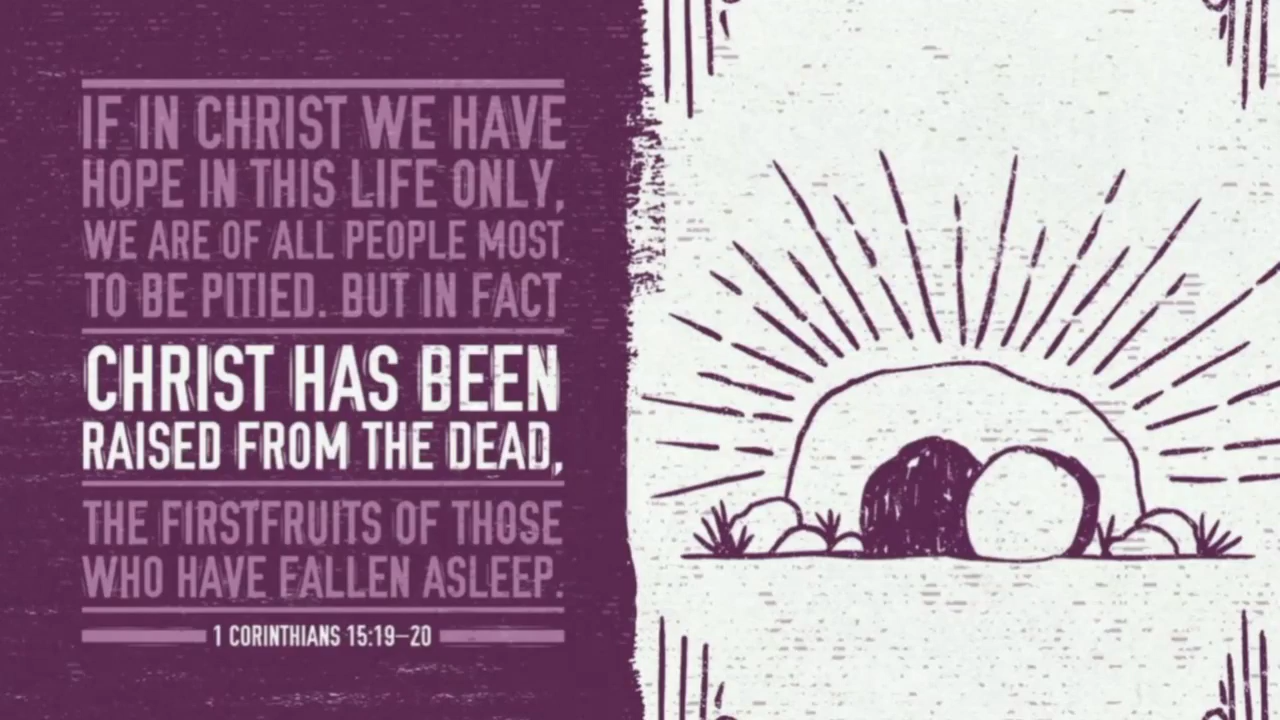 IF IN CHRIST WE HAVE
HOPE IN THIS LIFE ONLY,
WE ARE OF ALL PEOPLE MOST
TO BE PITIED. BUT IN FACT
CHRIST HAS BEEN
RAISED FROM THE DEAD,
THE FIRSTFRUITS OF THOSE
WHO HAVE FALLEN ASLEEP.
1 CORINTHIANS 15:19–20